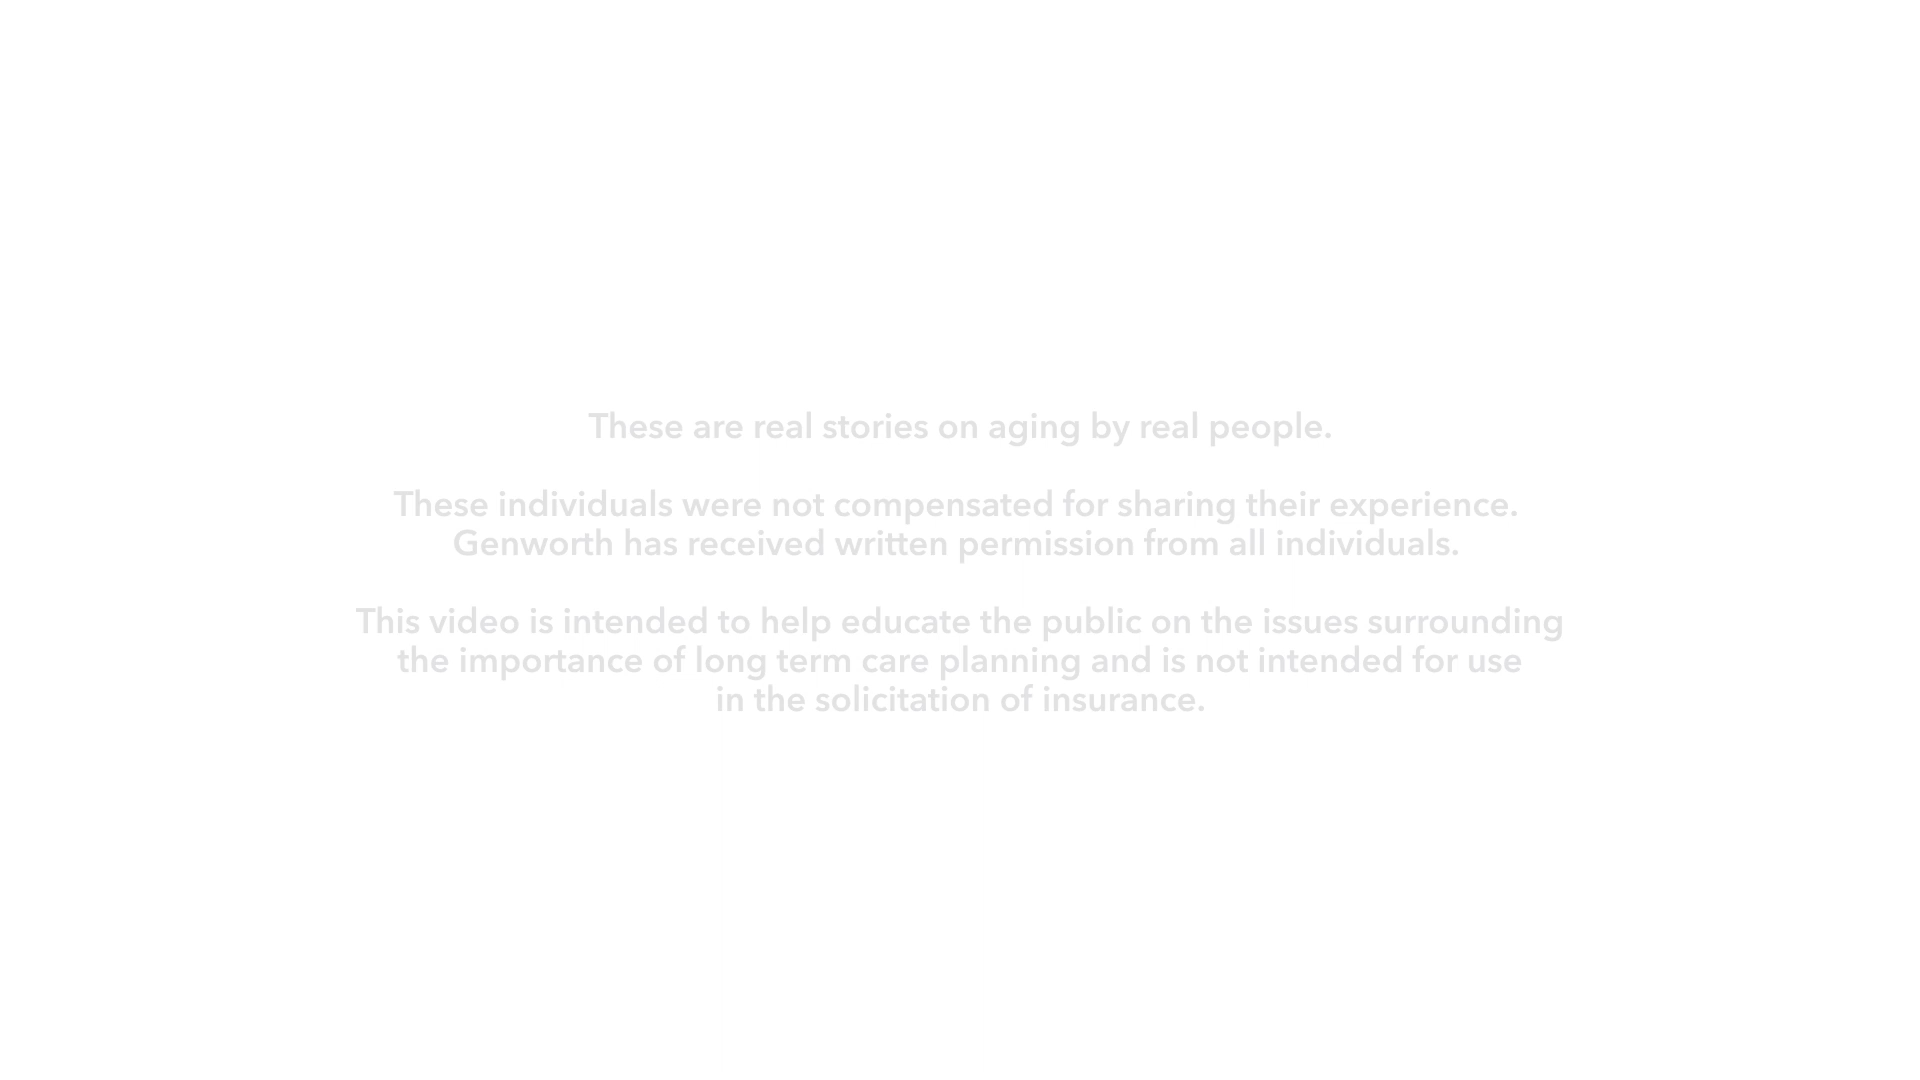 These are real stories on aging by real people.
These individuals were not compensated for sharing their experience.
Genworth has received written permission from all individuals.
This video is intended to help educate the public on the issues surrounding
the importance of long term care planning and is not intended for use
in the solicitation of insurance.